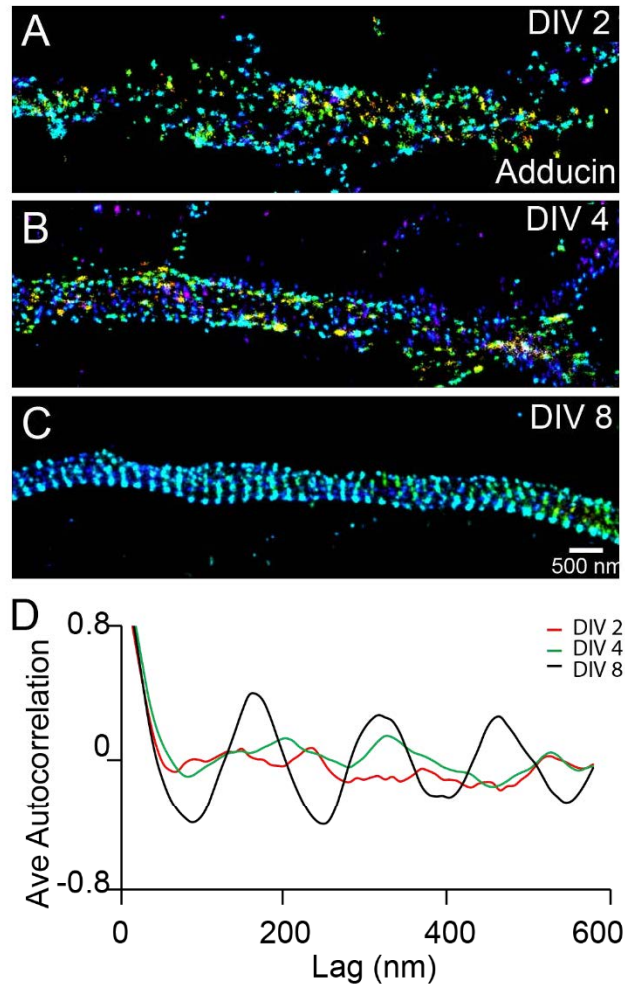 A
DIV 2
Adducin
B
DIV 4
C
DIV 8
500 nm
D
0.8
0
-0.8
Ave Autocorrelation
DIV 2
DIV 4
DIV 8
0 200 400 600
Lag (nm)